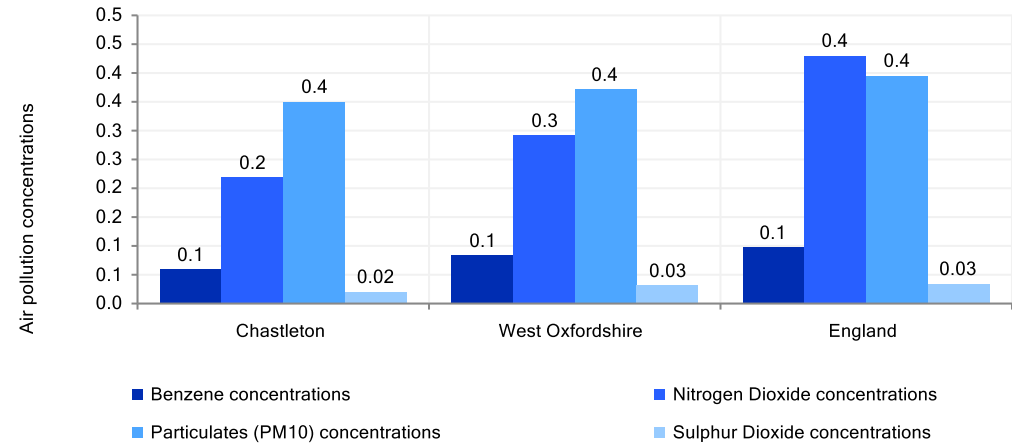 0.5
0.5
0.4
0.4
0.3
0.3
0.2
0.2
0.1
0.1
0.0
Air pollution concentrations
0.1
0.2
0.4
0.02
0.1
0.3
0.4
0.03
0.1
0.4
0.4
0.03
Chastleton
West Oxfordshire
England
Benzene concentrations
Nitrogen Dioxide concentrations
Particulates (PM10) concentrations
Sulphur Dioxide concentrations